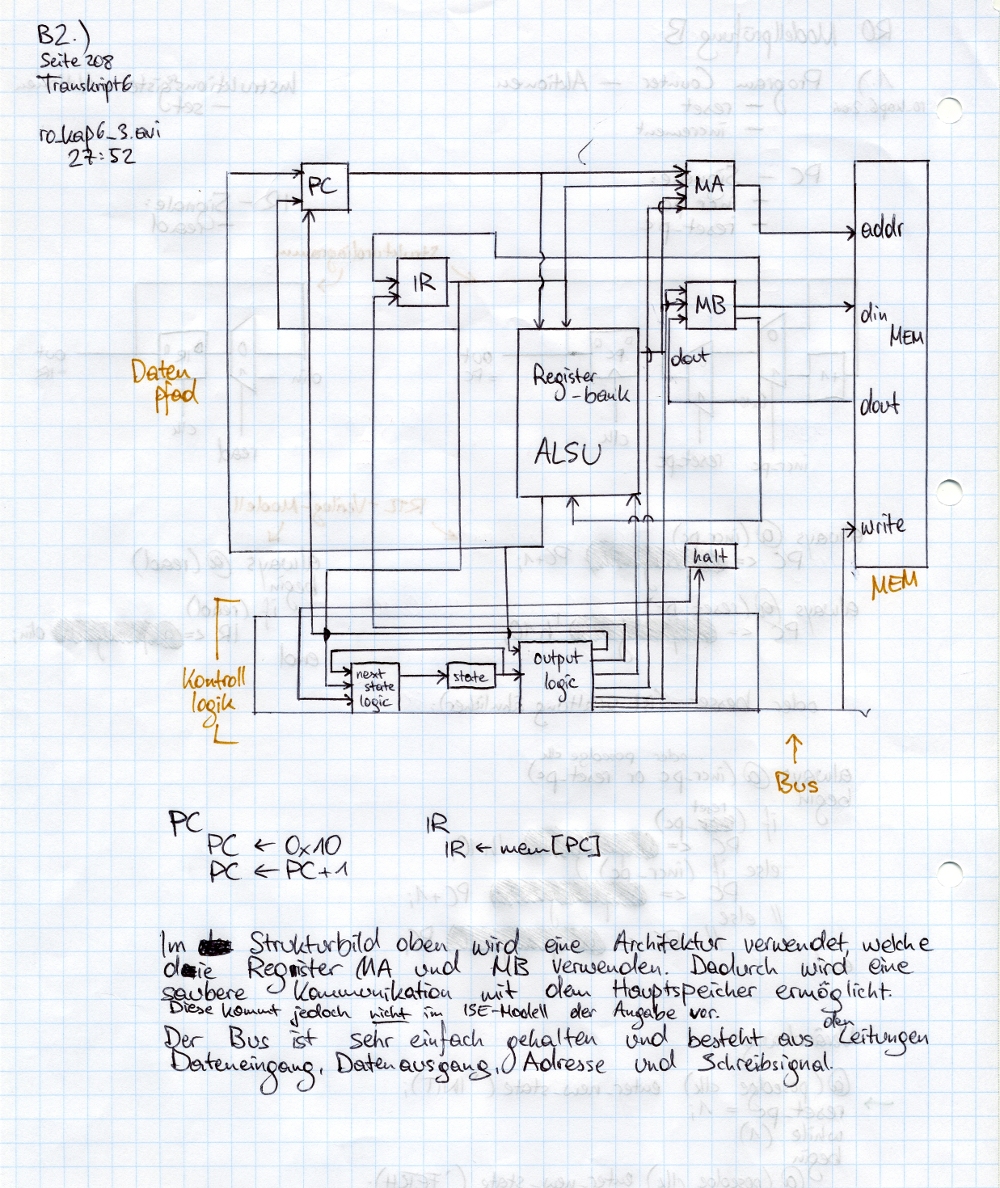 B2.)
Seite 208
Transkript 6
ro_kap6_3.avi
27:52
PC
MA
addr
IR
MB
din
MEM
dout
dout
Daten
pfad
Register
-bank
ALSU
write
halt
MEM
Kontroll
logik
next
state
logic
state
output
logic
Bus
PC
PC ← 0x10
PC ← PC+1
IR
IR ← mem[PC]
Im Strukturbild oben wird eine Architektur verwendet, welche
die Register MA und MB verwenden. Dadurch wird eine
saubere Kommunikation mit dem Hauptspeicher ermöglicht.
Diese kommt jedoch nicht im ISE-Modell der Angabe vor.
Der Bus ist sehr einfach gehalten und besteht aus den Leitungen
Dateneingang, Datenausgang, Adresse und Schreibsignal.